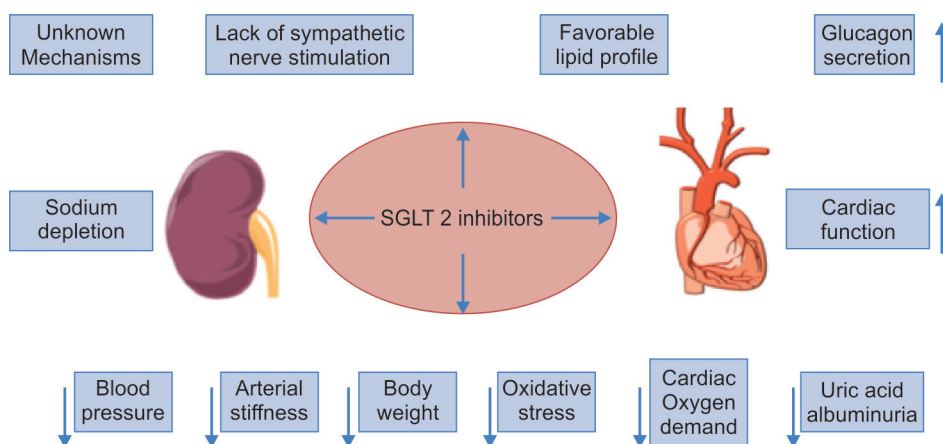 Unknown
Mechanisms
Lack of sympathetic
nerve stimulation
Favorable
lipid profile
Glucagon
secretion
Sodium
depletion
SGLT 2 inhibitors
Cardiac
function
Blood
pressure
Arterial
stiffness
Body
weight
Oxidative
stress
Cardiac
Oxygen
demand
Uric acid
albuminuria